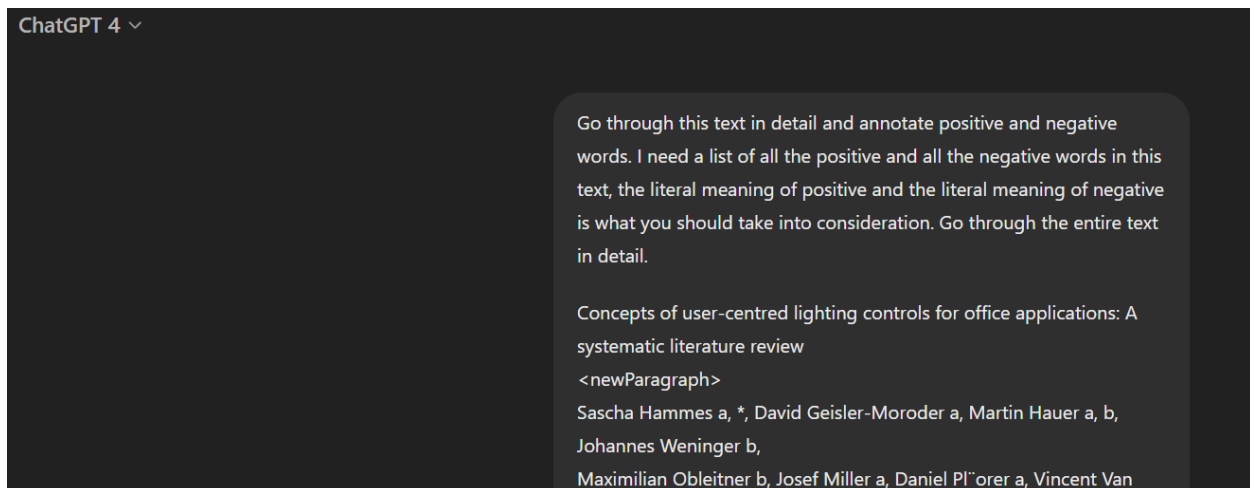 ChatGPT 4
Go through this text in detail and annotate positive and negative
words. I need a list of all the positive and all the negative words in this
text, the literal meaning of positive and the literal meaning of negative
is what you should take into consideration. Go through the entire text
in detail.
Concepts of user-centred lighting controls for office applications: A
systematic literature review
<newParagraph>
Sascha Hammes a, *, David Geisler-Moroder a, Martin Hauer a, b,
Johannes Weninger b,
Maximilian Obleitner b, Josef Miller a, Daniel Pl¨orer a, Vincent Van